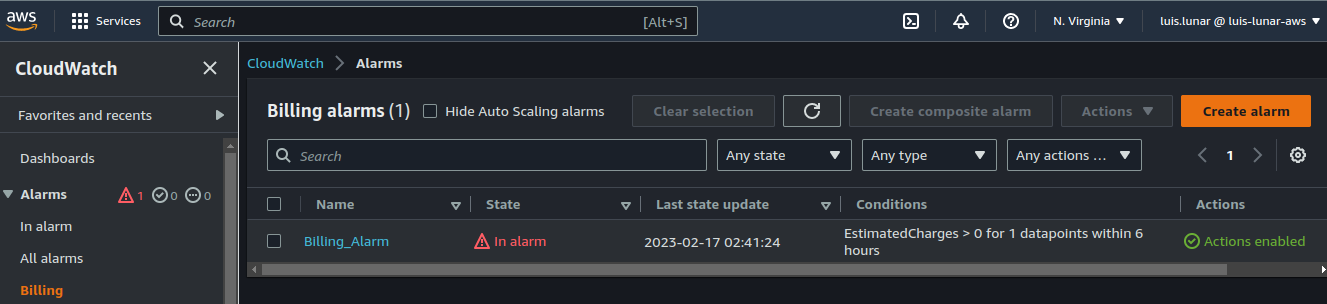 aws Services Search [Alt+S] N. Virginia luis.lunar @ luis-lunar-aws
CloudWatch
Favorites and recents
Dashboards
Alarms 1 0 0
In alarm
All alarms
Billing
CloudWatch Alarms
Billing alarms (1) Hide Auto Scaling alarms Clear selection Create composite alarm Actions Create alarm
Search Any state Any type Any actions ... 1
Name State Last state update Conditions Actions
Billing_Alarm In alarm 2023-02-17 02:41:24 EstimatedCharges > 0 for 1 datapoints within 6 Actions enabled
hours